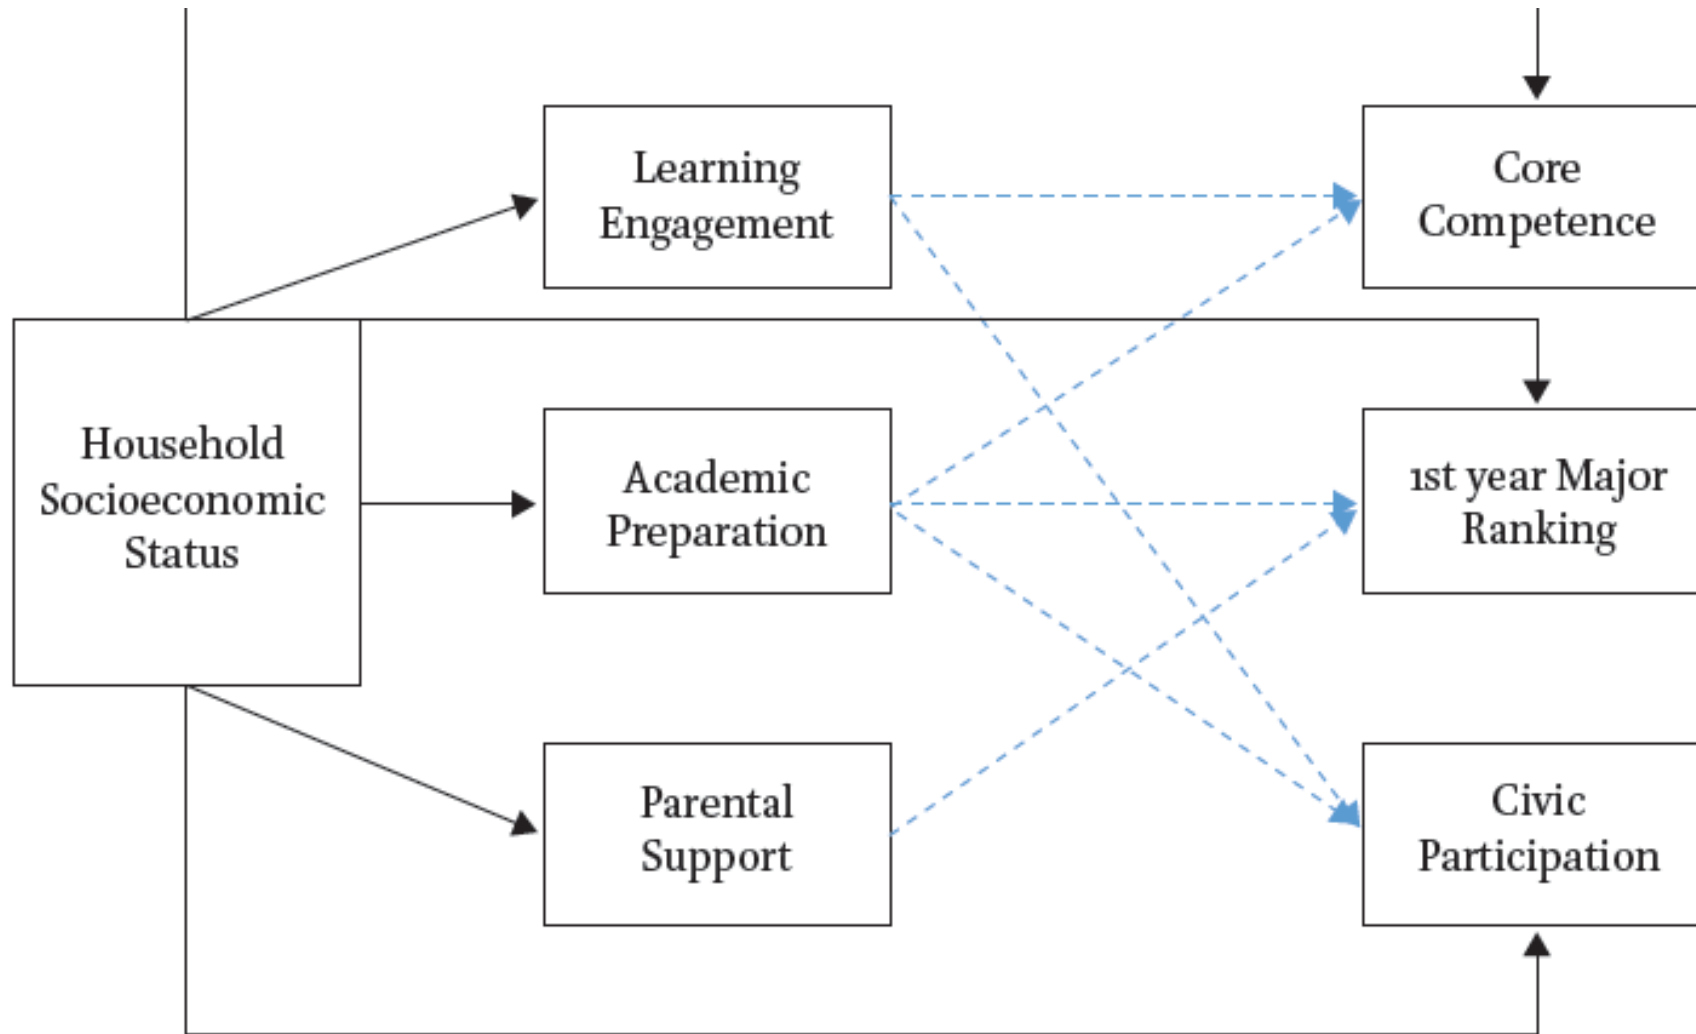 Learning
Engagement
Core
Competence
Household
Socioeconomic
Status
Academic
Preparation
1st year Major
Ranking
Parental
Support
Civic
Participation